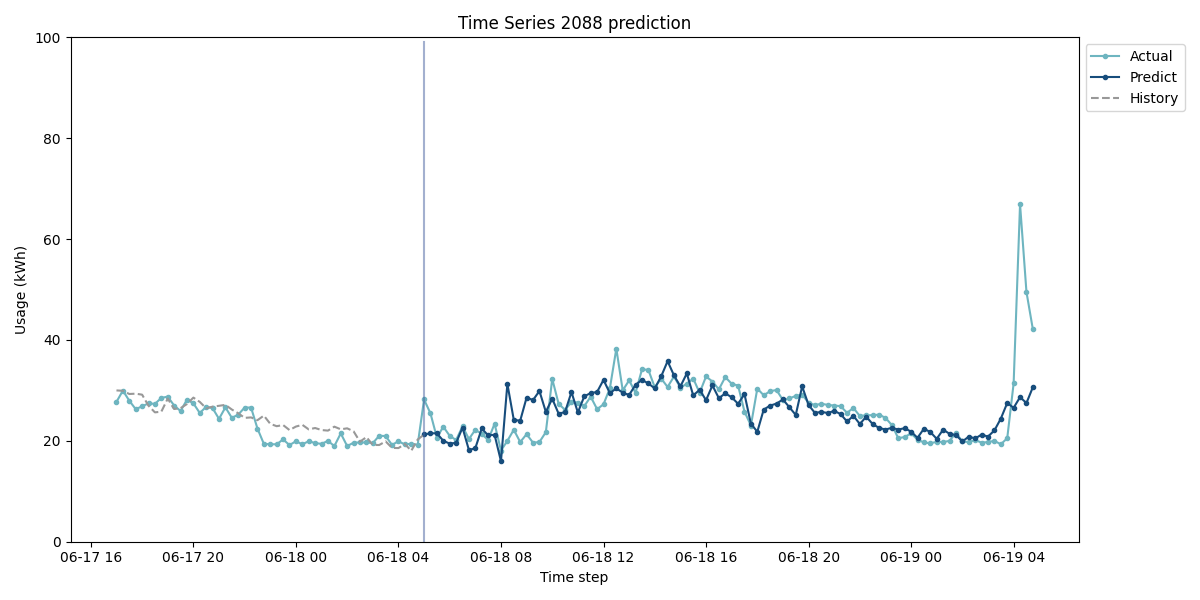 Time Series 2088 prediction
100
80
60
40
20
0
Usage (kWh)
06-17 16
06-17 20
06-18 00
06-18 04
06-18 08
06-18 12
06-18 16
06-18 20
06-19 00
06-19 04
Time step
Actual
Predict
History